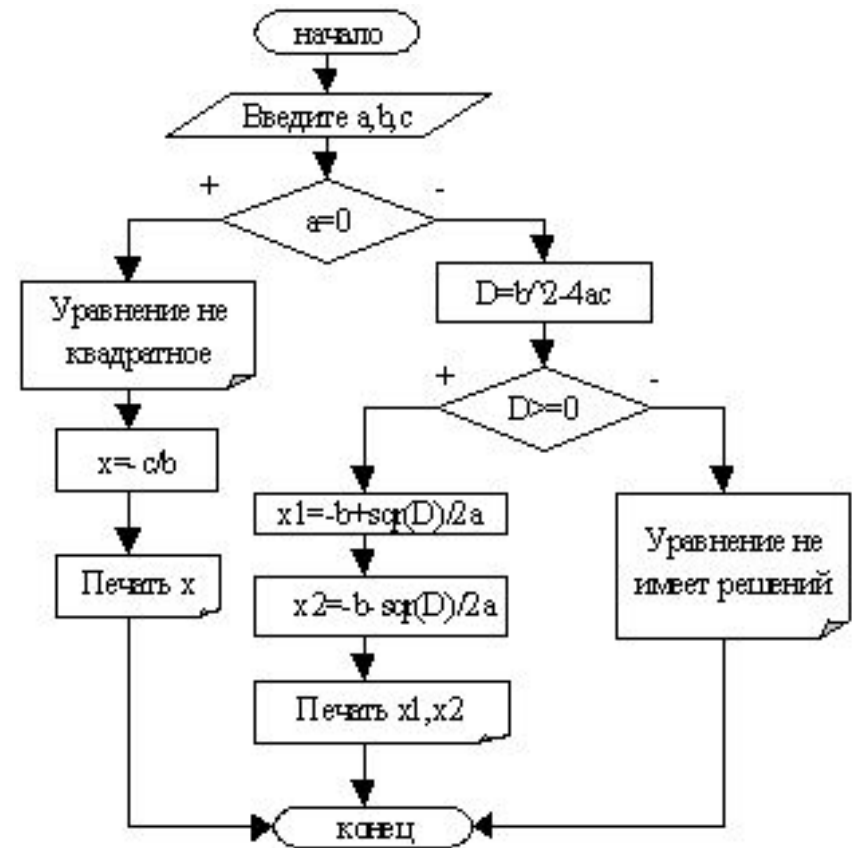 начало
Введите a,b,c
+
-
a=0
Уравнение не
квадратное
D=b^2-4ac
+
-
D>=0
x=- c/b
Печать x
x1=-b+sqr(D)/2a
x2=-b- sqr(D)/2a
Печать x1,x2
Уравнение не
имеет решений
конец